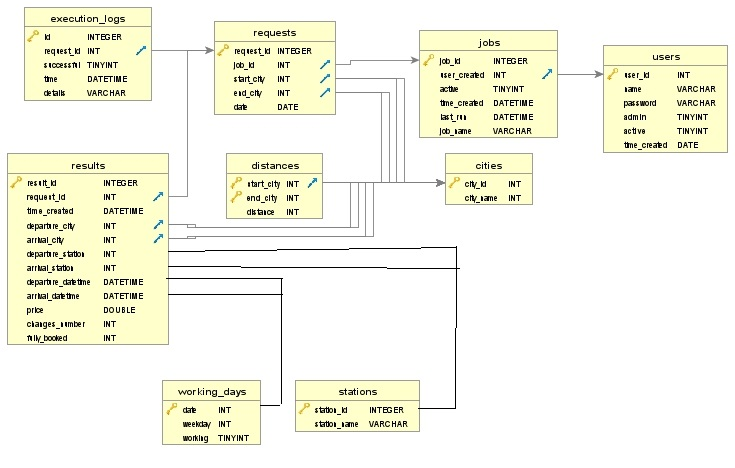 execution_logs
id INTEGER
request_id INT
successful TINYINT
time DATETIME
details VARCHAR
requests
request_id INTEGER
job_id INT
start_city INT
end_city INT
date DATE
jobs
job_id INTEGER
user_created INT
active TINYINT
time_created DATETIME
last_run DATETIME
job_name VARCHAR
users
user_id INT
name VARCHAR
password VARCHAR
admin TINYINT
active TINYINT
time_created DATE
results
result_id INTEGER
request_id INT
time_created DATETIME
departure_city INT
arrival_city INT
departure_station INT
arrival_station INT
departure_datetime DATETIME
arrival_datetime DATETIME
price DOUBLE
changes_number INT
fully_booked INT
distances
start_city INT
end_city INT
distance INT
cities
city_id INT
city_name INT
working_days
date INT
weekday INT
working TINYINT
stations
station_id INTEGER
station_name VARCHAR